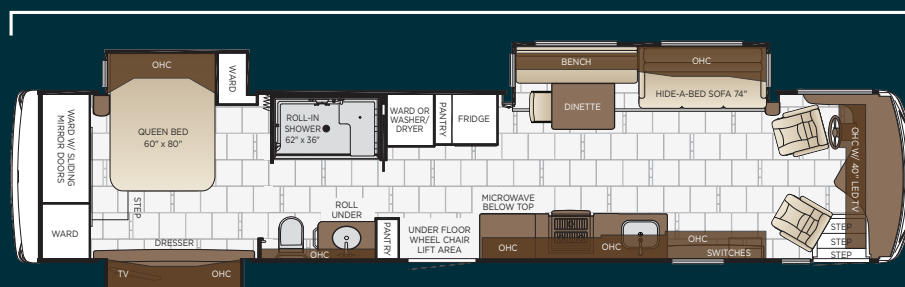 OHC
WARD
WARD W/ SLIDING
MIRROR DOORS
QUEEN BED
60" x 80"
STEP
WARD
DRESSER
TV
OHC
ROLL-IN
SHOWER
62" x 36"
WARD OR
WASHER/
DRYER
PANTRY
FRIDGE
ROLL
UNDER
OHC
PANTRY
UNDER FLOOR
WHEEL CHAIR
LIFT AREA
BENCH
DINETTE
OHC
HIDE-A-BED SOFA 74"
MICROWAVE
BELOW TOP
OHC
OHC
OHC
SWITCHES
OHC W/ 40" LED TV
STEP
STEP
STEP